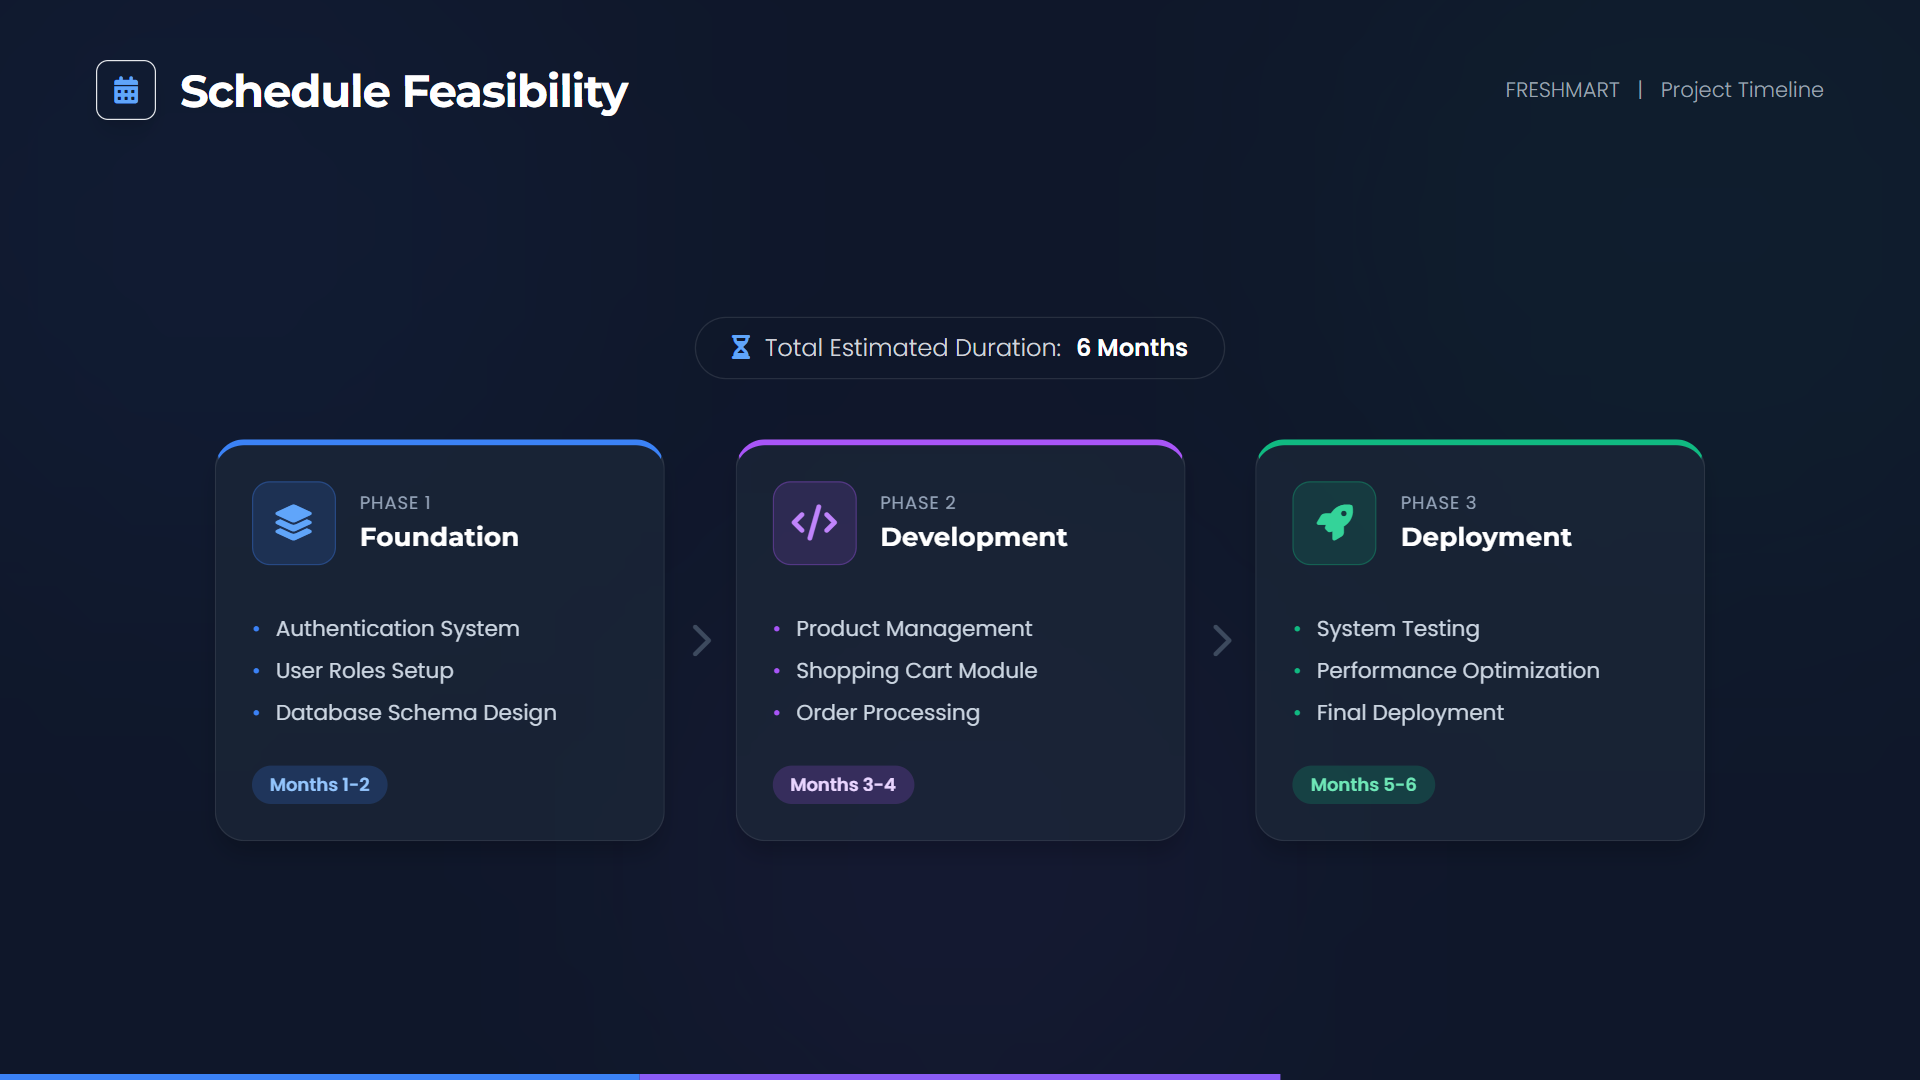 Schedule Feasibility
FRESHMART | Project Timeline
Total Estimated Duration: 6 Months
PHASE 1
Foundation
• Authentication System
• User Roles Setup
• Database Schema Design
Months 1-2
PHASE 2
Development
• Product Management
• Shopping Cart Module
• Order Processing
Months 3-4
PHASE 3
Deployment
• System Testing
• Performance Optimization
• Final Deployment
Months 5-6